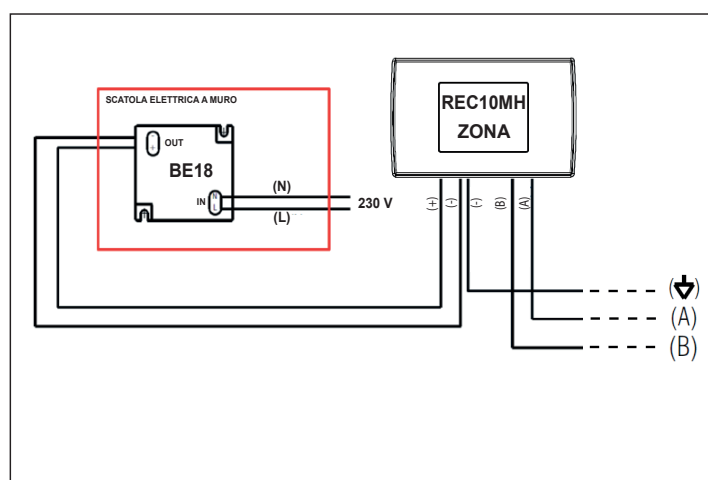 SCATOLA ELETTRICA A MURO
-
+
OUT
BE18
IN
N
L
(N)
(L)
230 V
REC10MH
ZONA
(+)
(-)
(-)
(B)
(A)
(A)
(B)